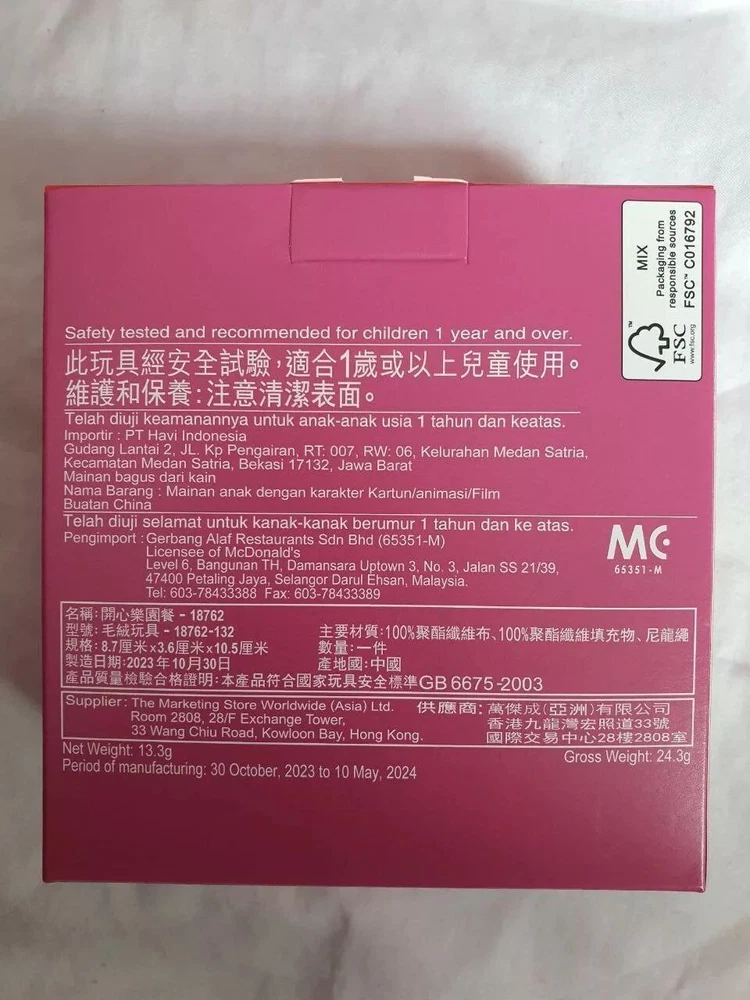 MIX
Packaging from
responsible sources
FSC™ C016792
FSC
www.fsc.org
Safety tested and recommended for children 1 year and over.
此玩具經安全試驗，適合1歲或以上兒童使用。
維護和保養：注意清潔表面。
Telah diuji keamanannya untuk anak-anak usia 1 tahun dan keatas.
Importir : PT Havi Indonesia
Gudang Lantai 2, JL. Kp Pengairan, RT: 007, RW: 06, Kelurahan Medan Satria,
Kecamatan Medan Satria, Bekasi 17132, Jawa Barat
Mainan bagus dari kain
Nama Barang : Mainan anak dengan karakter Kartun/animasi/Film
Buatan China
Telah diuji selamat untuk kanak-kanak berumur 1 tahun dan ke atas.
Pengimport : Gerbang Alaf Restaurants Sdn Bhd (65351-M)
Licensee of McDonald's
Level 6, Bangunan TH, Damansara Uptown 3, No. 3, Jalan SS 21/39,
47400 Petaling Jaya, Selangor Darul Ehsan, Malaysia.
Tel: 603-78433388 Fax: 603-78433389
MC
65351-M
名稱：開心樂園餐 - 18762
型號：毛絨玩具 - 18762-132
規格：8.7厘米x3.6厘米x10.5厘米
製造日期：2023年10月30日
主要材質：100%聚酯纖維布、100%聚酯纖維填充物、尼龍繩
數量：一件
產地國：中國
產品質量檢驗合格證明：本產品符合國家玩具安全標準GB 6675-2003
Supplier : The Marketing Store Worldwide (Asia) Ltd.
Room 2808, 28/F Exchange Tower,
33 Wang Chiu Road, Kowloon Bay, Hong Kong.
供應商：萬傑成(亞洲)有限公司
香港九龍灣宏照道33號
國際交易中心28樓2808室
Net Weight: 13.3g
Gross Weight: 24.3g
Period of manufacturing: 30 October, 2023 to 10 May, 2024